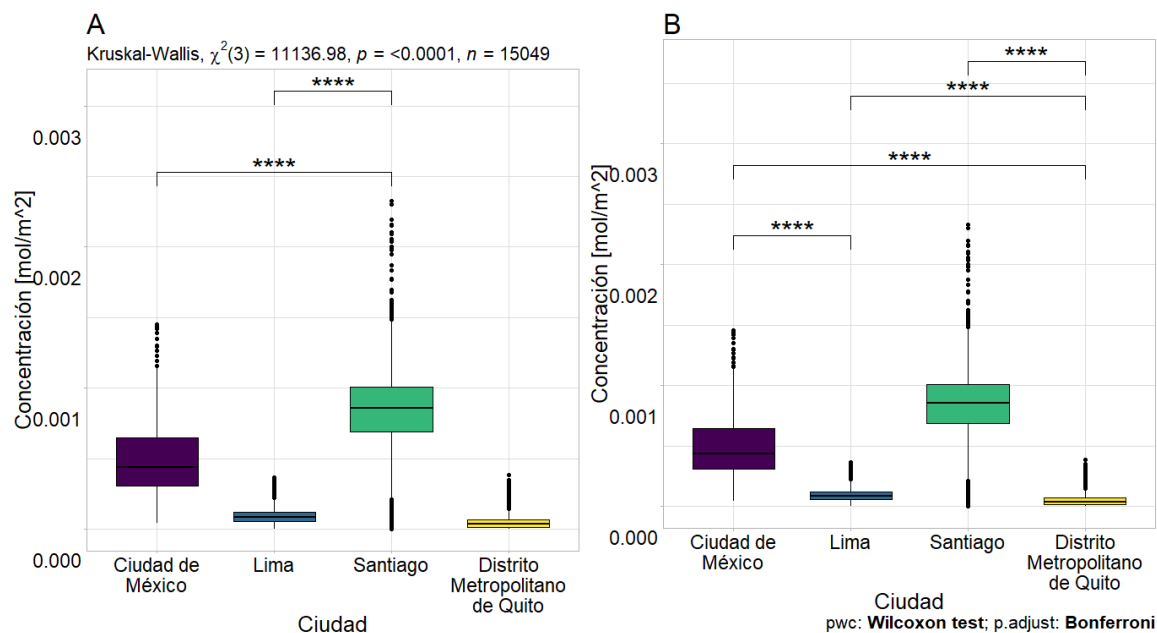 A
Kruskal-Wallis, χ²(3) = 11136.98, p = <0.0001, n = 15049
****
****
0.003
0.002
0.001
0.000
Concentración [mol/m^2]
Ciudad de
México
Lima
Santiago
Distrito
Metropolitano
de Quito
Ciudad
B
****
****
****
****
0.003
0.002
0.001
0.000
Concentración [mol/m^2]
Ciudad de
México
Lima
Santiago
Distrito
Metropolitano
de Quito
Ciudad
pwc: Wilcoxon test; p.adjust: Bonferroni